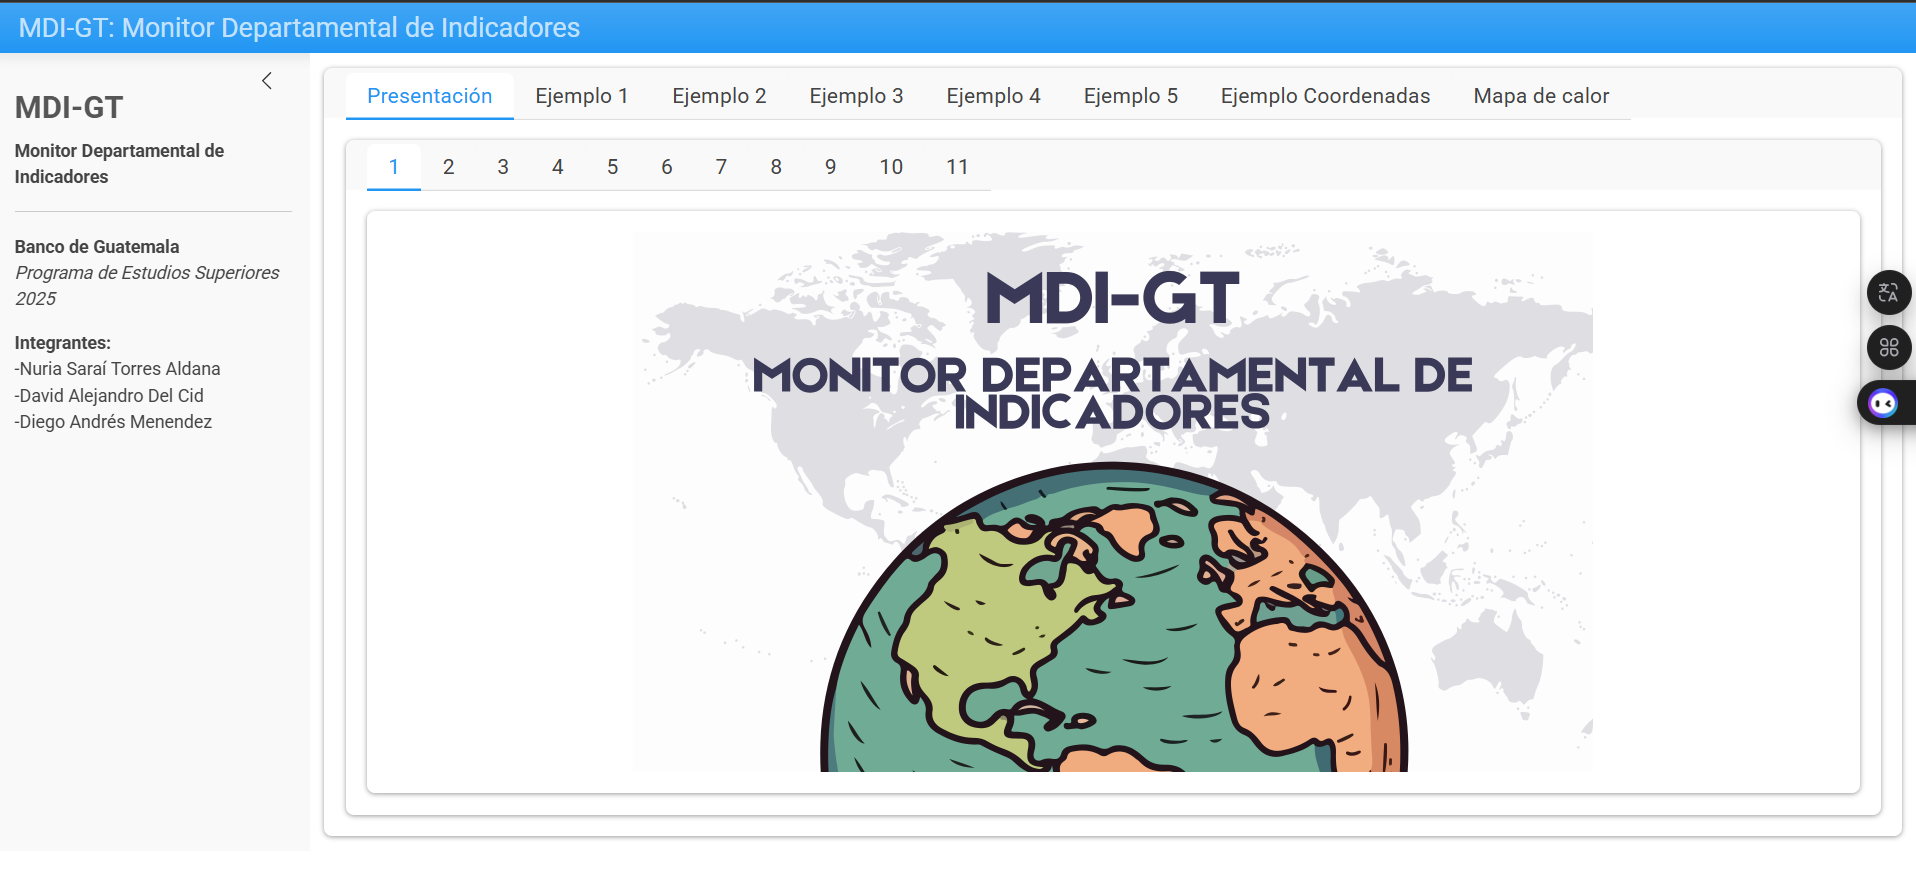 MDI-GT: Monitor Departamental de Indicadores
MDI-GT
Monitor Departamental de
Indicadores
Banco de Guatemala
Programa de Estudios Superiores
2025
Integrantes:
-Nuria Saraí Torres Aldana
-David Alejandro Del Cid
-Diego Andrés Menendez
Presentación Ejemplo 1 Ejemplo 2 Ejemplo 3 Ejemplo 4 Ejemplo 5 Ejemplo Coordenadas Mapa de calor
1 2 3 4 5 6 7 8 9 10 11
MDI-GT
MONITOR DEPARTAMENTAL DE
INDICADORES